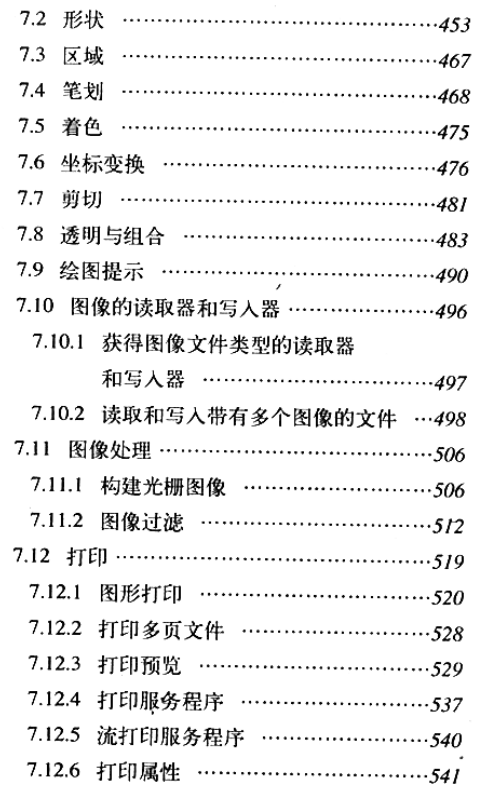 7.2 形状 ……………………………………453
7.3 区域 ……………………………………467
7.4 笔划 ……………………………………468
7.5 着色 ……………………………………475
7.6 坐标变换 ………………………………476
7.7 剪切 ……………………………………481
7.8 透明与组合 ……………………………483
7.9 绘图提示 ………………………………490
7.10 图像的读取器和写入器 ………………496
7.10.1 获得图像文件类型的读取器
和写入器 …………………………497
7.10.2 读取和写入带有多个图像的文件 …498
7.11 图像处理 ………………………………506
7.11.1 构建光栅图像 ……………………506
7.11.2 图像过滤 …………………………512
7.12 打印 ……………………………………519
7.12.1 图形打印 …………………………520
7.12.2 打印多页文件 ……………………528
7.12.3 打印预览 …………………………529
7.12.4 打印服务程序 ……………………537
7.12.5 流打印服务程序 …………………540
7.12.6 打印属性 …………………………541